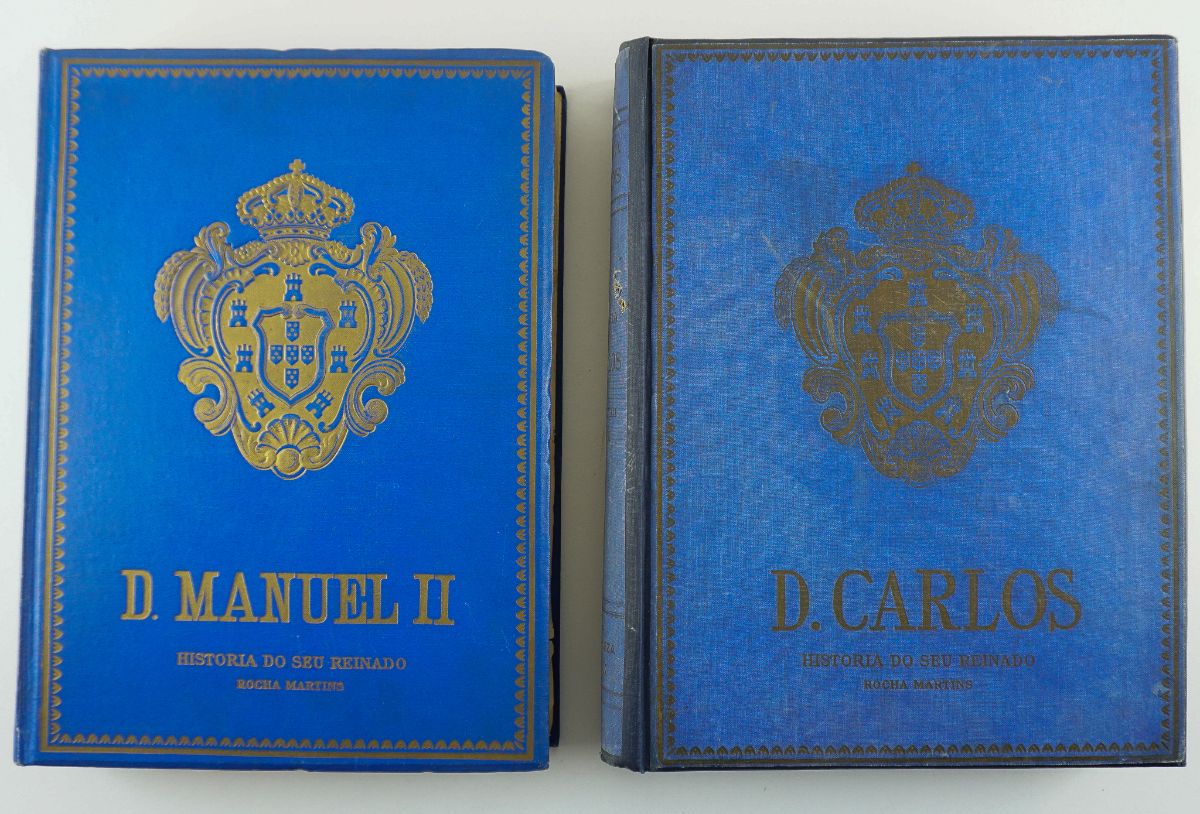 D. MANUEL II
HISTORIA DO SEU REINADO
ROCHA MARTINS
D. CARLOS
HISTORIA DO SEU REINADO
ROCHA MARTINS